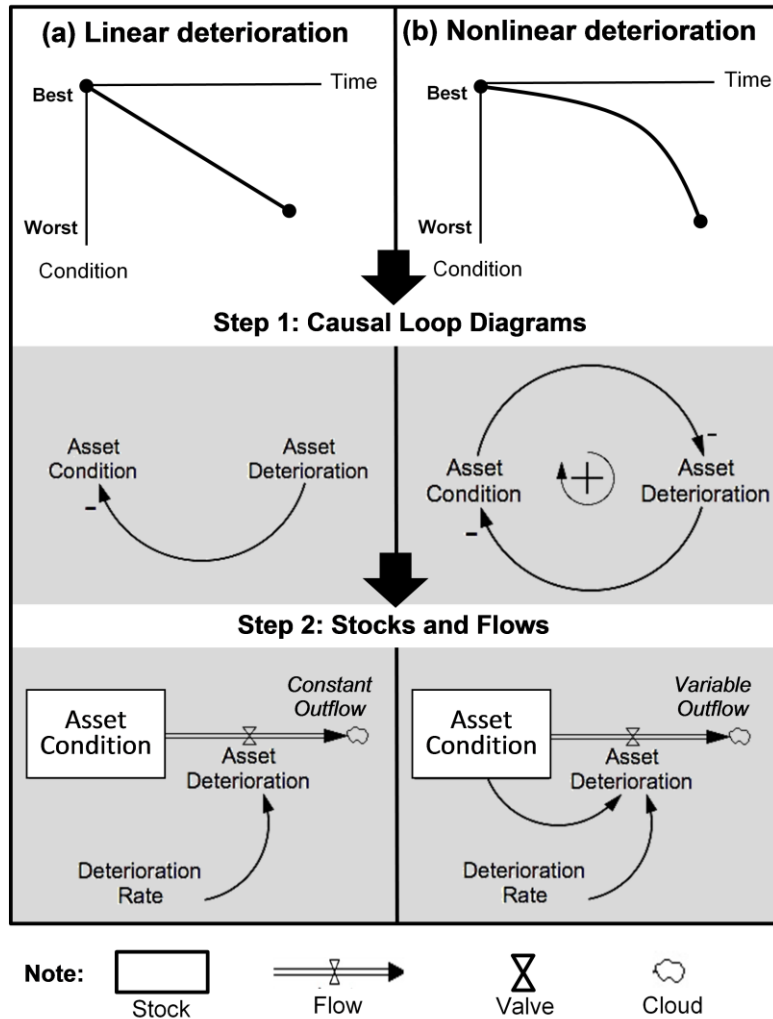 (a) Linear deterioration
(b) Nonlinear deterioration
Best
Time
Worst
Condition
Best
Time
Worst
Condition
Step 1: Causal Loop Diagrams
Asset
Condition
-
Asset
Deterioration
Asset
Condition
-
+
-
Asset
Deterioration
Step 2: Stocks and Flows
Asset
Condition
Constant
Outflow
Asset
Deterioration
Deterioration
Rate
Asset
Condition
Variable
Outflow
Asset
Deterioration
Deterioration
Rate
Note:
Stock
Flow
Valve
Cloud